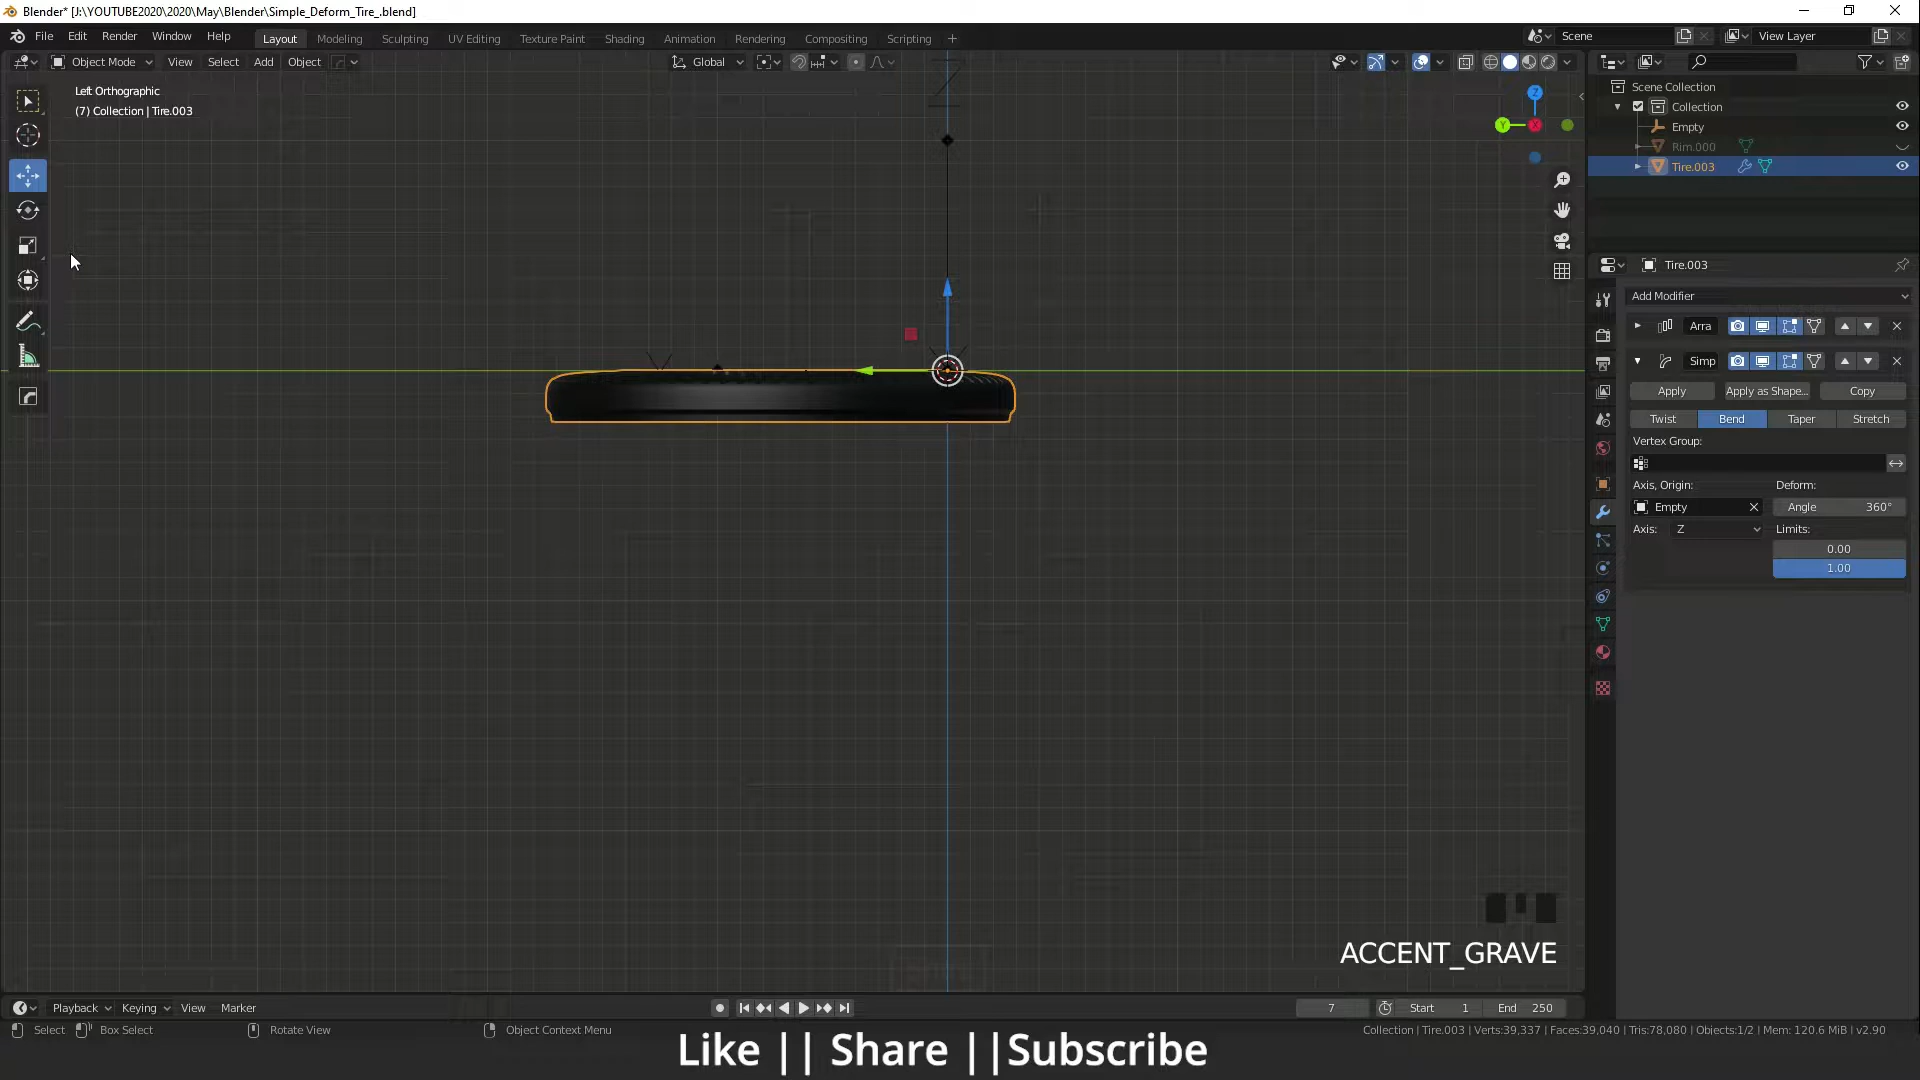 Blender* [J:\YOUTUBE2020\2020\May\Blender\Simple_Deform_Tire_.blend]
File Edit Render Window Help Layout Modeling Sculpting UV Editing Texture Paint Shading Animation Rendering Compositing Scripting + Scene View Layer
Object Mode View Select Add Object Global
Left Orthographic
(7) Collection | Tire.003
Z
Y
X
Scene Collection
Collection
Empty
Rim.000
Tire.003
Tire.003
Add Modifier
Arra
Simp
Apply Apply as Shape... Copy
Twist Bend Taper Stretch
Vertex Group:
Axis, Origin: Deform:
Empty Angle 360°
Axis: Z Limits:
0.00
1.00
ACCENT_GRAVE
Playback Keying View Marker 7 Start 1 End 250
Select Box Select Rotate View Object Context Menu Collection | Tire.003 | Verts:39,337 | Faces:39,040 | Tris:78,080 | Objects:1/2 | Mem: 120.6 MiB | v2.90
Like || Share ||Subscribe